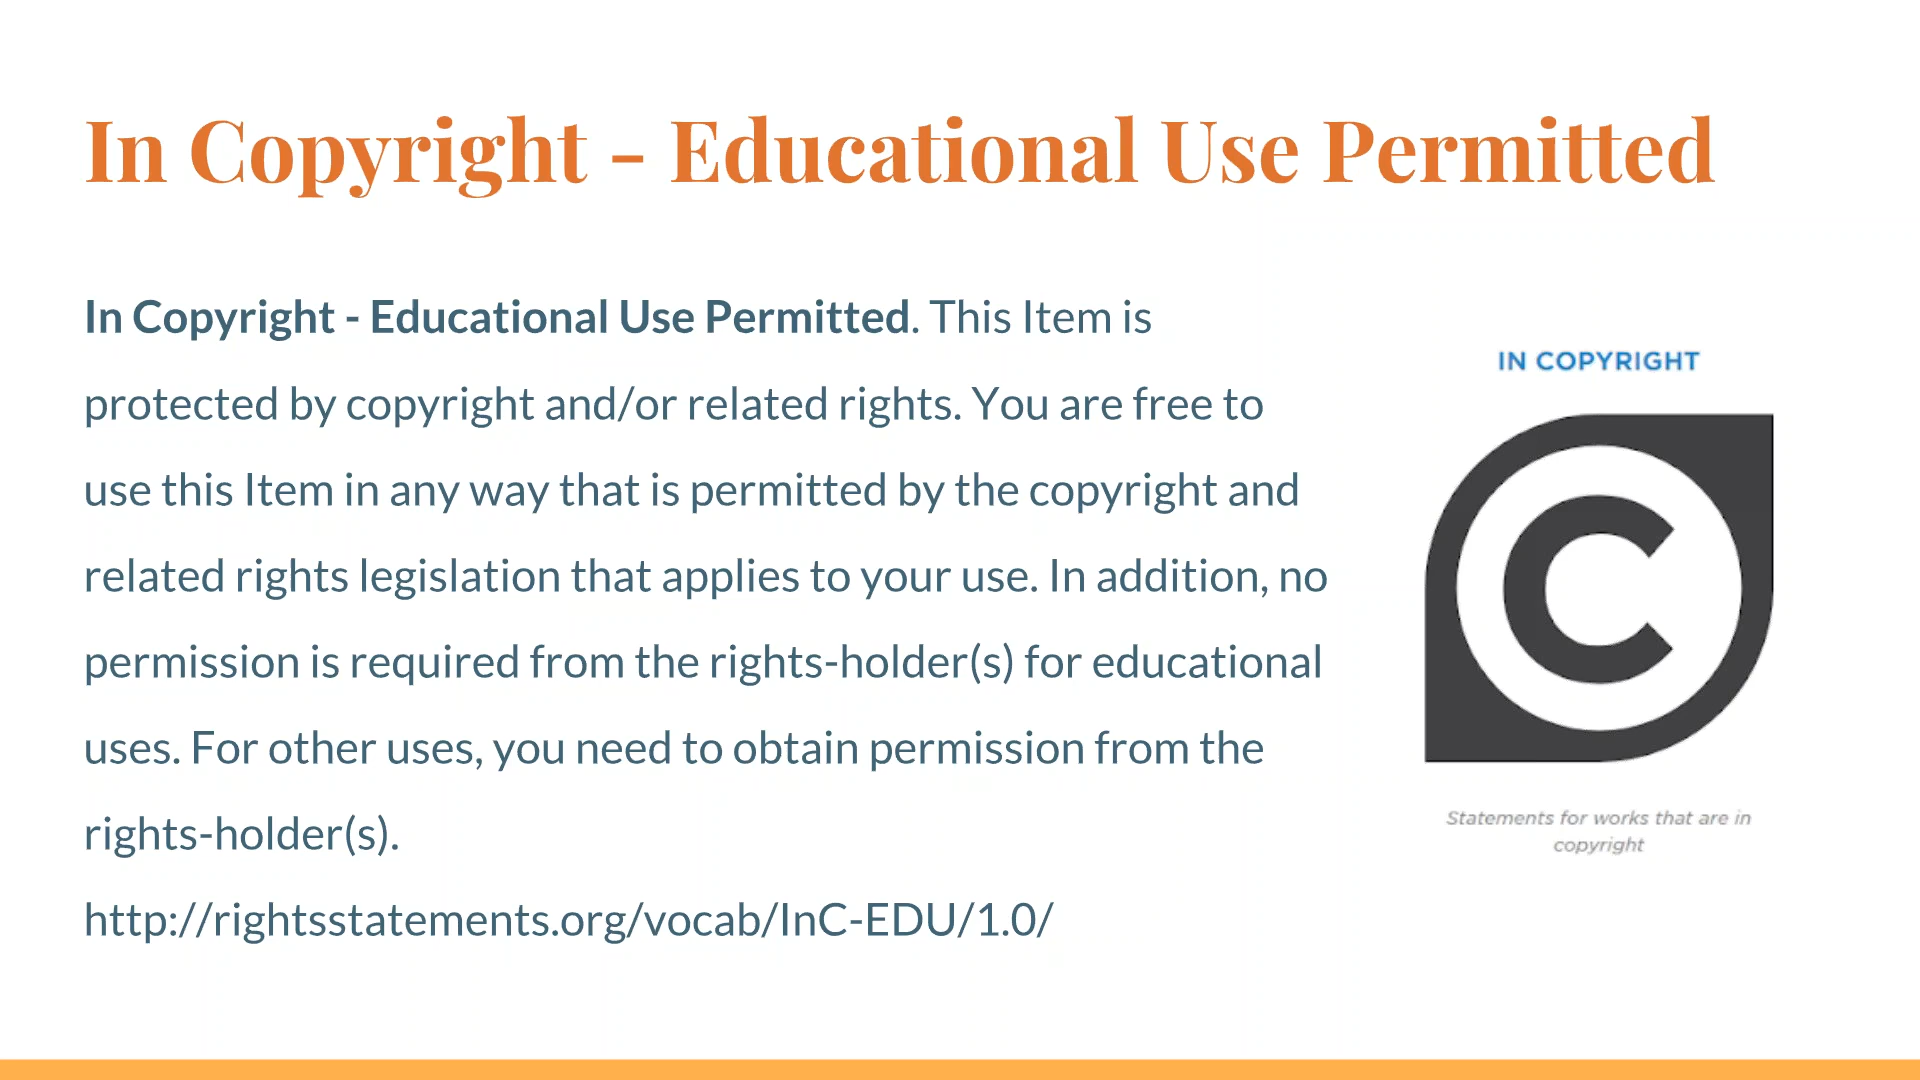 In Copyright - Educational Use Permitted
In Copyright - Educational Use Permitted. This Item is
protected by copyright and/or related rights. You are free to
use this Item in any way that is permitted by the copyright and
related rights legislation that applies to your use. In addition, no
permission is required from the rights-holder(s) for educational
uses. For other uses, you need to obtain permission from the
rights-holder(s).
http://rightsstatements.org/vocab/InC-EDU/1.0/
IN COPYRIGHT
C
Statements for works that are in
copyright